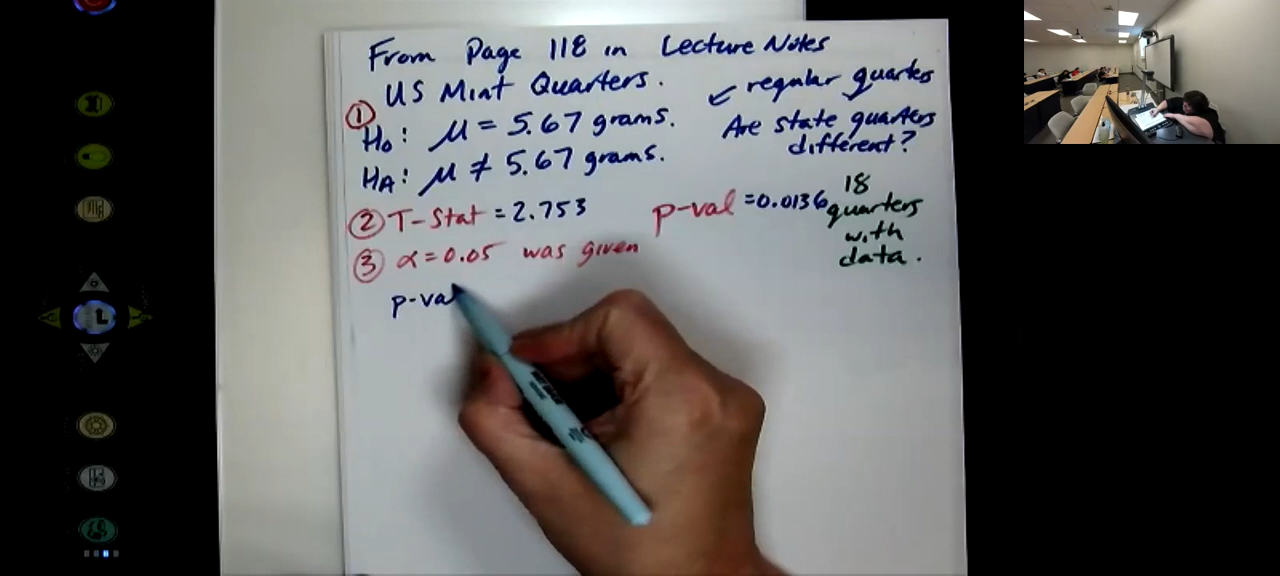 From Page 118 in Lecture Notes
US Mint Quarters.
↙ regular quarters
① H₀: μ = 5.67 grams.
Are state quarters
different?
Hᴀ: μ ≠ 5.67 grams.
② T-Stat = 2.753
p-val = 0.0136
18
quarters
with
data.
③ α = 0.05 was given
p-va